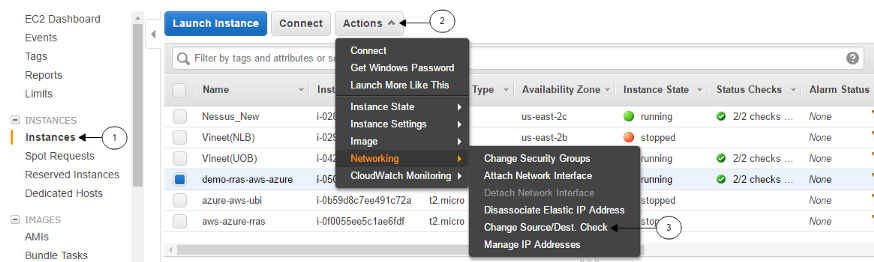 EC2 Dashboard
Events
Tags
Reports
Limits
INSTANCES
Instances
1
Spot Requests
Reserved Instances
Dedicated Hosts
IMAGES
AMIs
Bundle Tasks
Launch Instance Connect Actions
2
Filter by tags and attributes or
Name Type Availability Zone Instance State Status Checks Alarm Status
Nessus_New i-028 us-east-2c running 2/2 checks ... None
Vineet(NLB) i-029 us-east-2b stopped None
Vineet(UOB) i-042 2/2 checks ... None
demo-rras-aws-azure i-050 2/2 checks ... None
azure-aws-ubi i-0b59d8c7ee491c72a t2.micro stopped None
aws-azure-rras i-0f0055ee5c1ae6fdf t2.micro None
Connect
Get Windows Password
Launch More Like This
Instance State
Instance Settings
Image
Networking
CloudWatch Monitoring
Change Security Groups
Attach Network Interface
Detach Network Interface
Disassociate Elastic IP Address
Change Source/Dest. Check
3
Manage IP Addresses